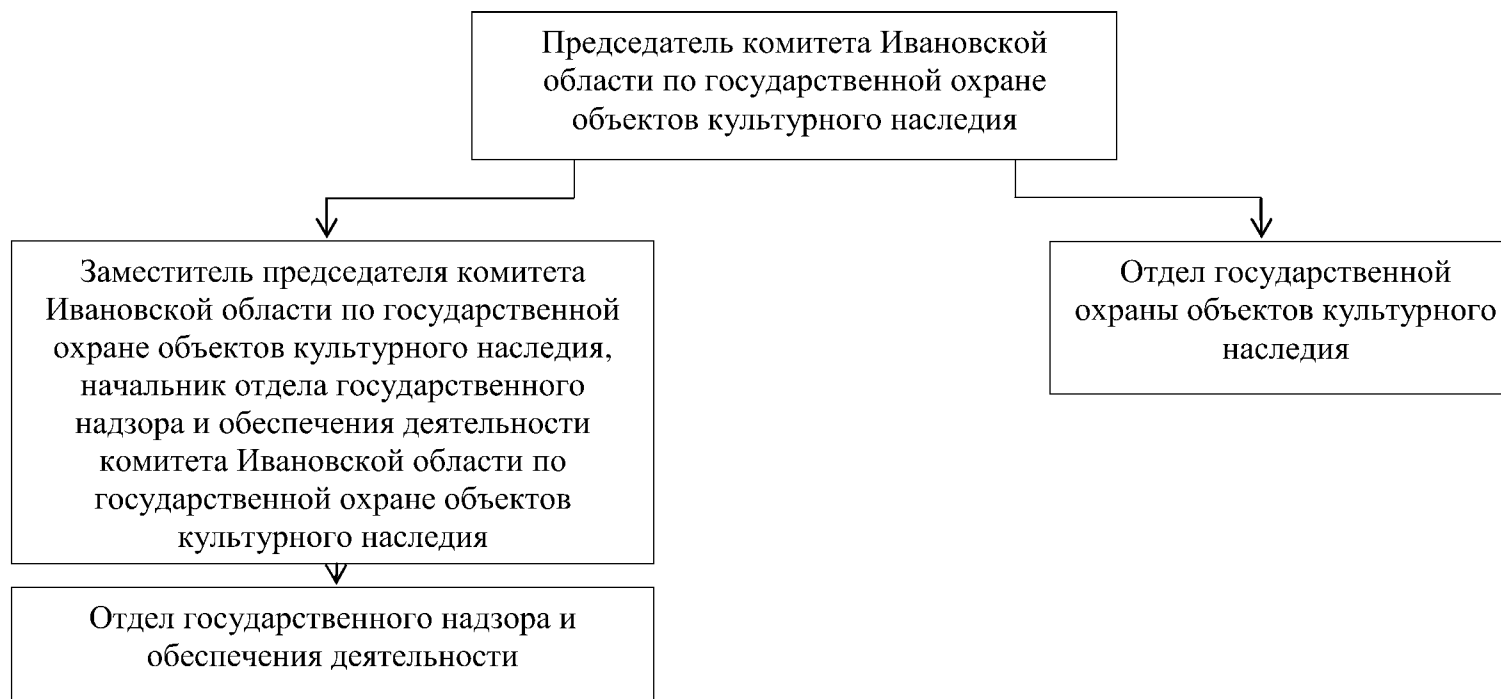 Председатель комитета Ивановской
области по государственной охране
объектов культурного наследия
Заместитель председателя комитета
Ивановской области по государственной
охране объектов культурного наследия,
начальник отдела государственного
надзора и обеспечения деятельности
комитета Ивановской области по
государственной охране объектов
культурного наследия
Отдел государственной
охраны объектов культурного
наследия
Отдел государственного надзора и
обеспечения деятельности